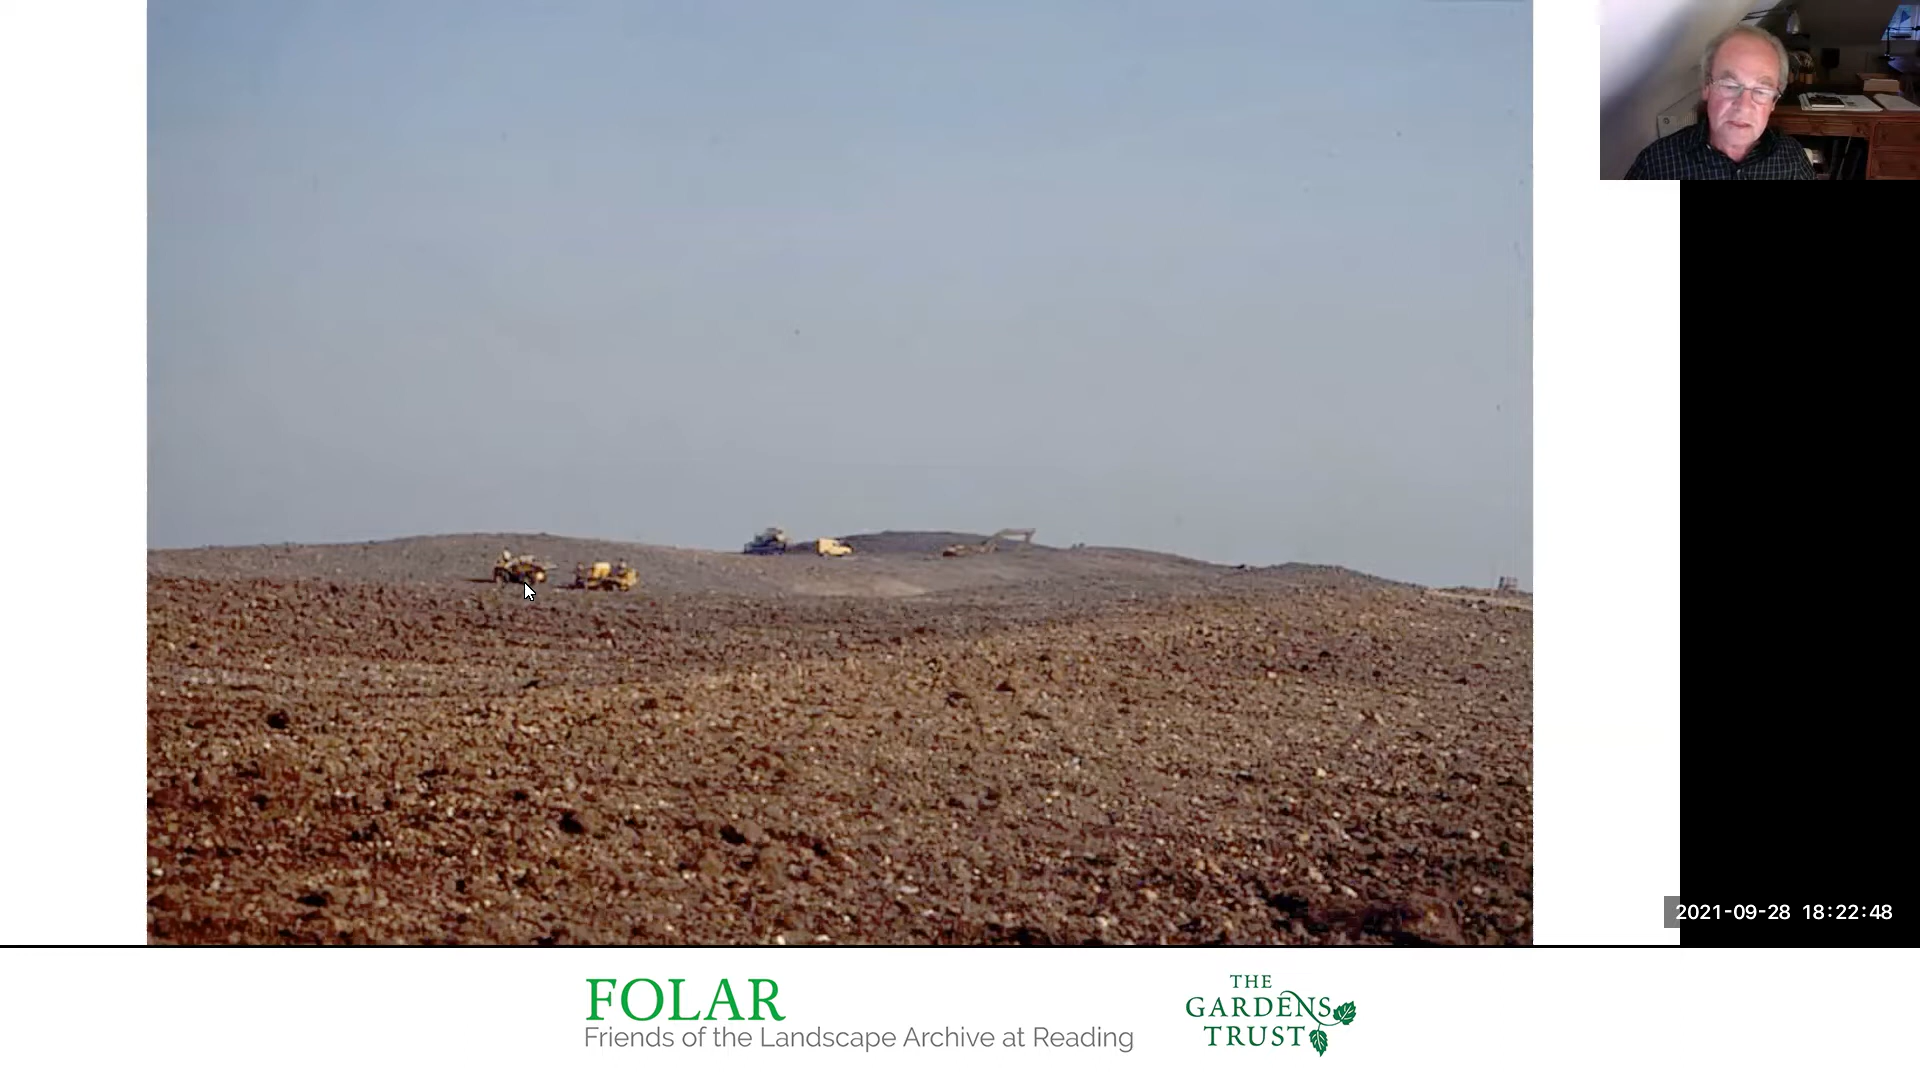 2021-09-28 18:22:48
FOLAR
Friends of the Landscape Archive at Reading
THE
GARDENS
TRUST